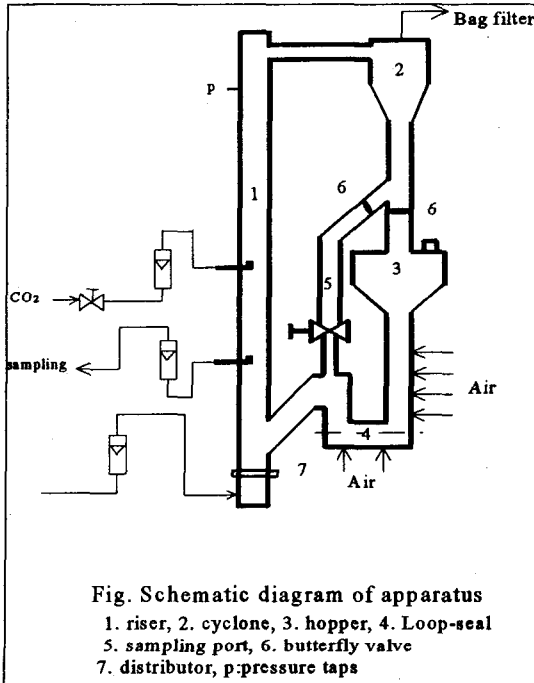 Bag filter
2
P
6
1
6
3
5
CO2
sampling
Air
4
7
Air
Fig. Schematic diagram of apparatus
1. riser, 2. cyclone, 3. hopper, 4. Loop-seal
5. sampling port, 6. butterfly valve
7. distributor, p:pressure taps